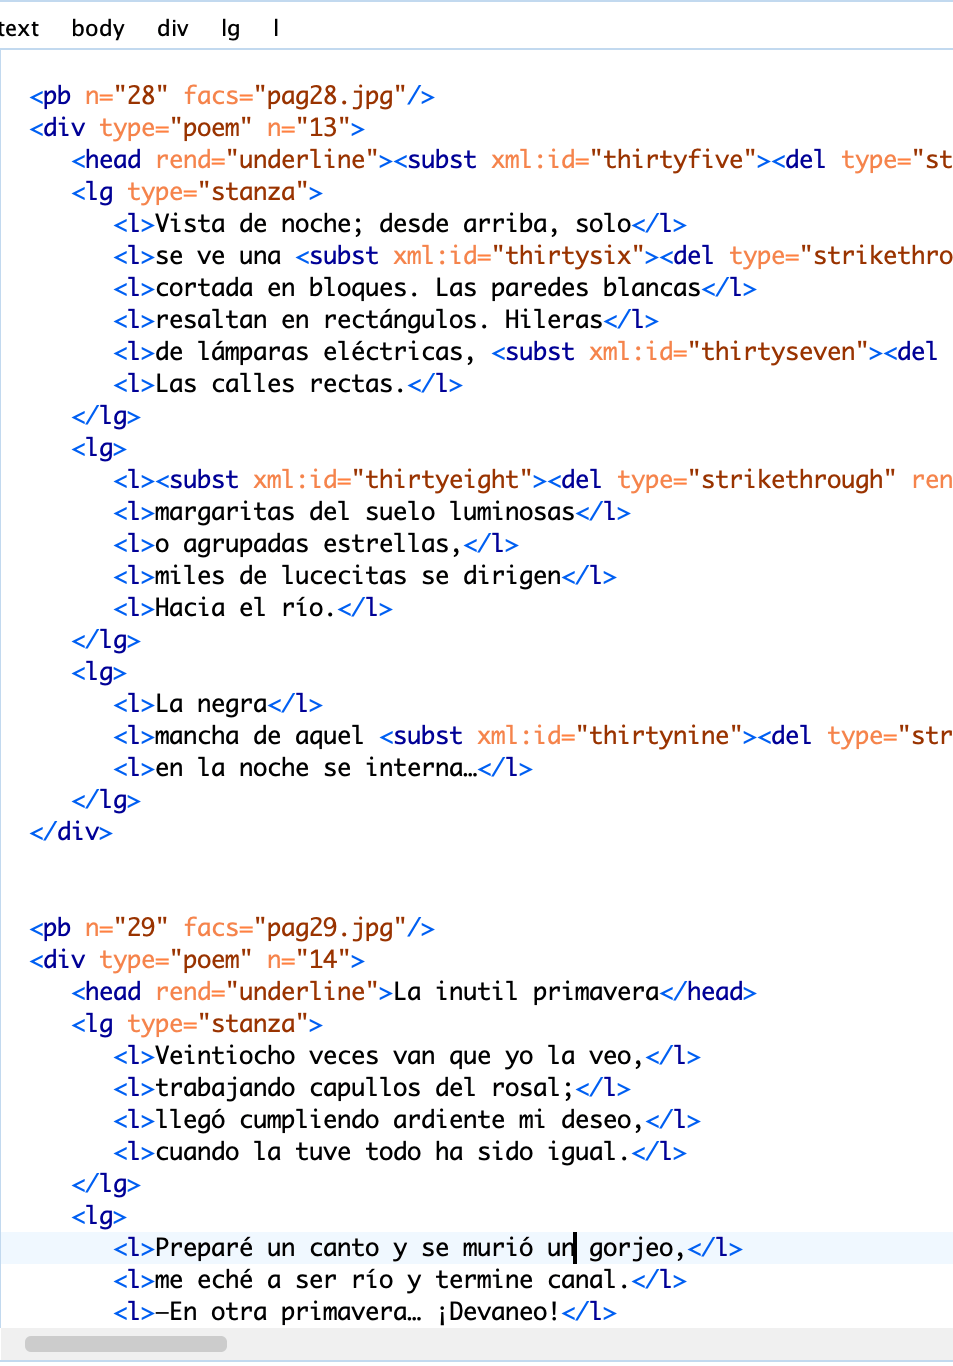 text body div lg l
<pb n="28" facs="pag28.jpg"/>
<div type="poem" n="13">
<head rend="underline"><subst xml:id="thirtyfive"><del type="st
<lg type="stanza">
<l>Vista de noche; desde arriba, solo</l>
<l>se ve una <subst xml:id="thirtysix"><del type="strikethro
<l>cortada en bloques. Las paredes blancas</l>
<l>resaltan en rectángulos. Hileras</l>
<l>de lámparas eléctricas, <subst xml:id="thirtyseven"><del
<l>Las calles rectas.</l>
</lg>
<lg>
<l><subst xml:id="thirtyeight"><del type="strikethrough" ren
<l>margaritas del suelo luminosas</l>
<l>o agrupadas estrellas,</l>
<l>miles de lucecitas se dirigen</l>
<l>Hacia el río.</l>
</lg>
<lg>
<l>La negra</l>
<l>mancha de aquel <subst xml:id="thirtynine"><del type="str
<l>en la noche se interna…</l>
</lg>
</div>
<pb n="29" facs="pag29.jpg"/>
<div type="poem" n="14">
<head rend="underline">La inutil primavera</head>
<lg type="stanza">
<l>Veintiocho veces van que yo la veo,</l>
<l>trabajando capullos del rosal;</l>
<l>llegó cumpliendo ardiente mi deseo,</l>
<l>cuando la tuve todo ha sido igual.</l>
</lg>
<lg>
<l>Preparé un canto y se murió un gorjeo,</l>
<l>me eché a ser río y termine canal.</l>
<l>—En otra primavera… ¡Devaneo!</l>